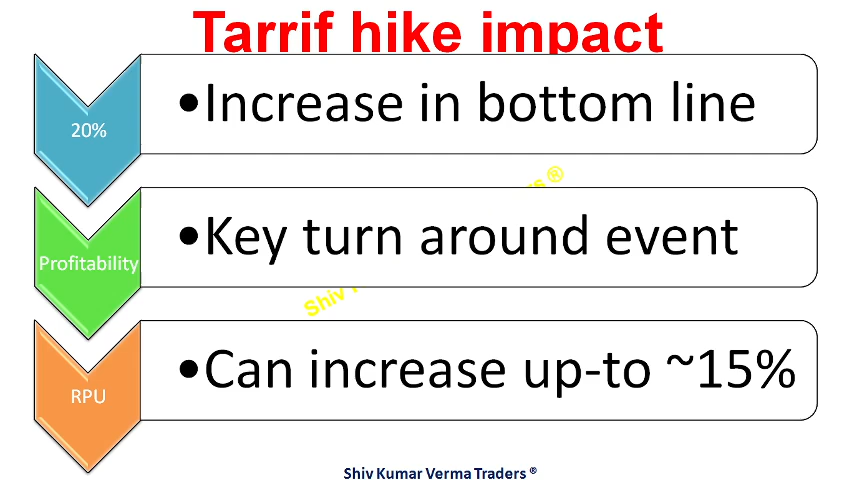 Tarrif hike impact
20%
•Increase in bottom line
Profitability
•Key turn around event
RPU
•Can increase up-to ~15%
Shiv
®
Shiv Kumar Verma Traders ®